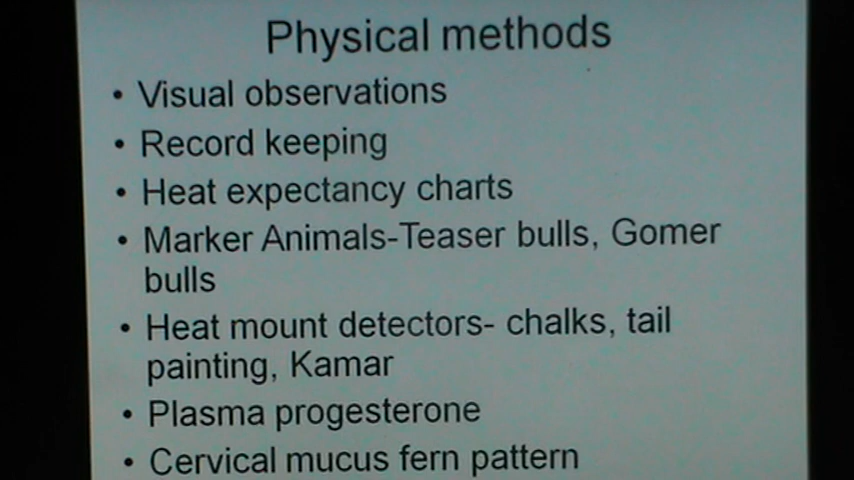 Physical methods
• Visual observations
• Record keeping
• Heat expectancy charts
• Marker Animals-Teaser bulls, Gomer
bulls
• Heat mount detectors- chalks, tail
painting, Kamar
• Plasma progesterone
• Cervical mucus fern pattern